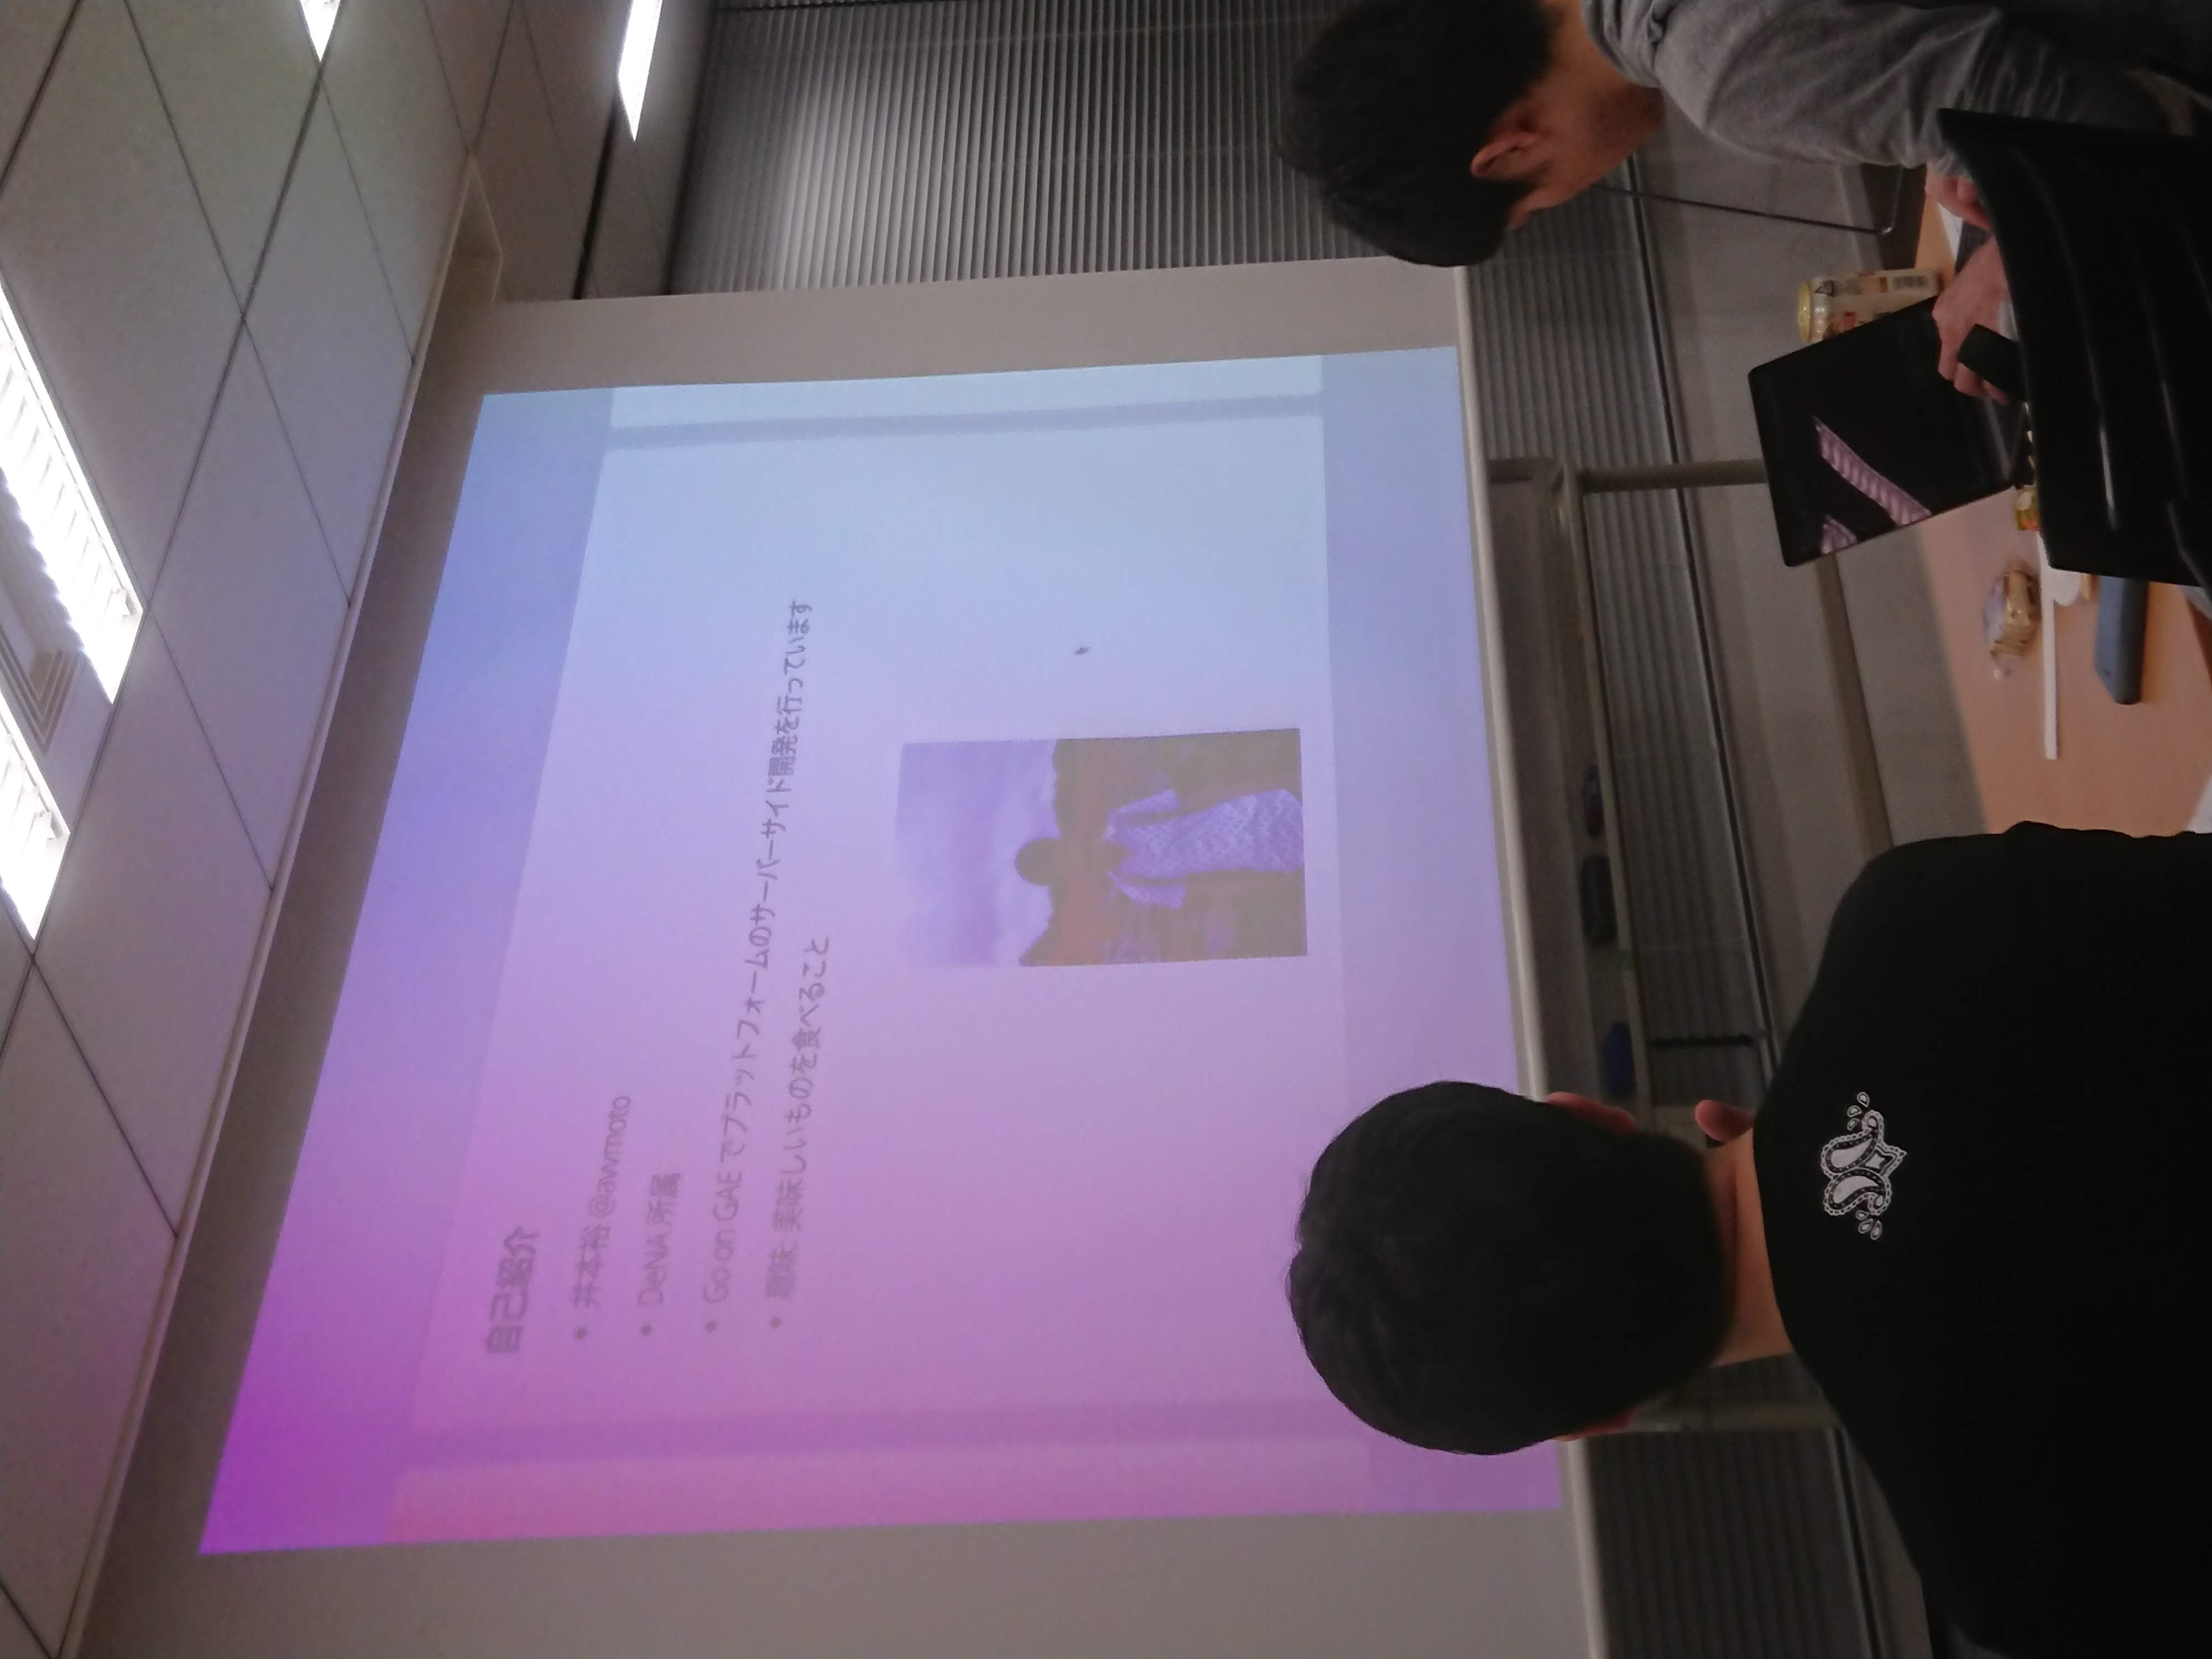 自己紹介
• 井本裕 @awmoto
• DeNA 所属
• Go on GAE でプラットフォームのサーバーサイド開発を行っています
• 趣味: 美味しいものを食べること